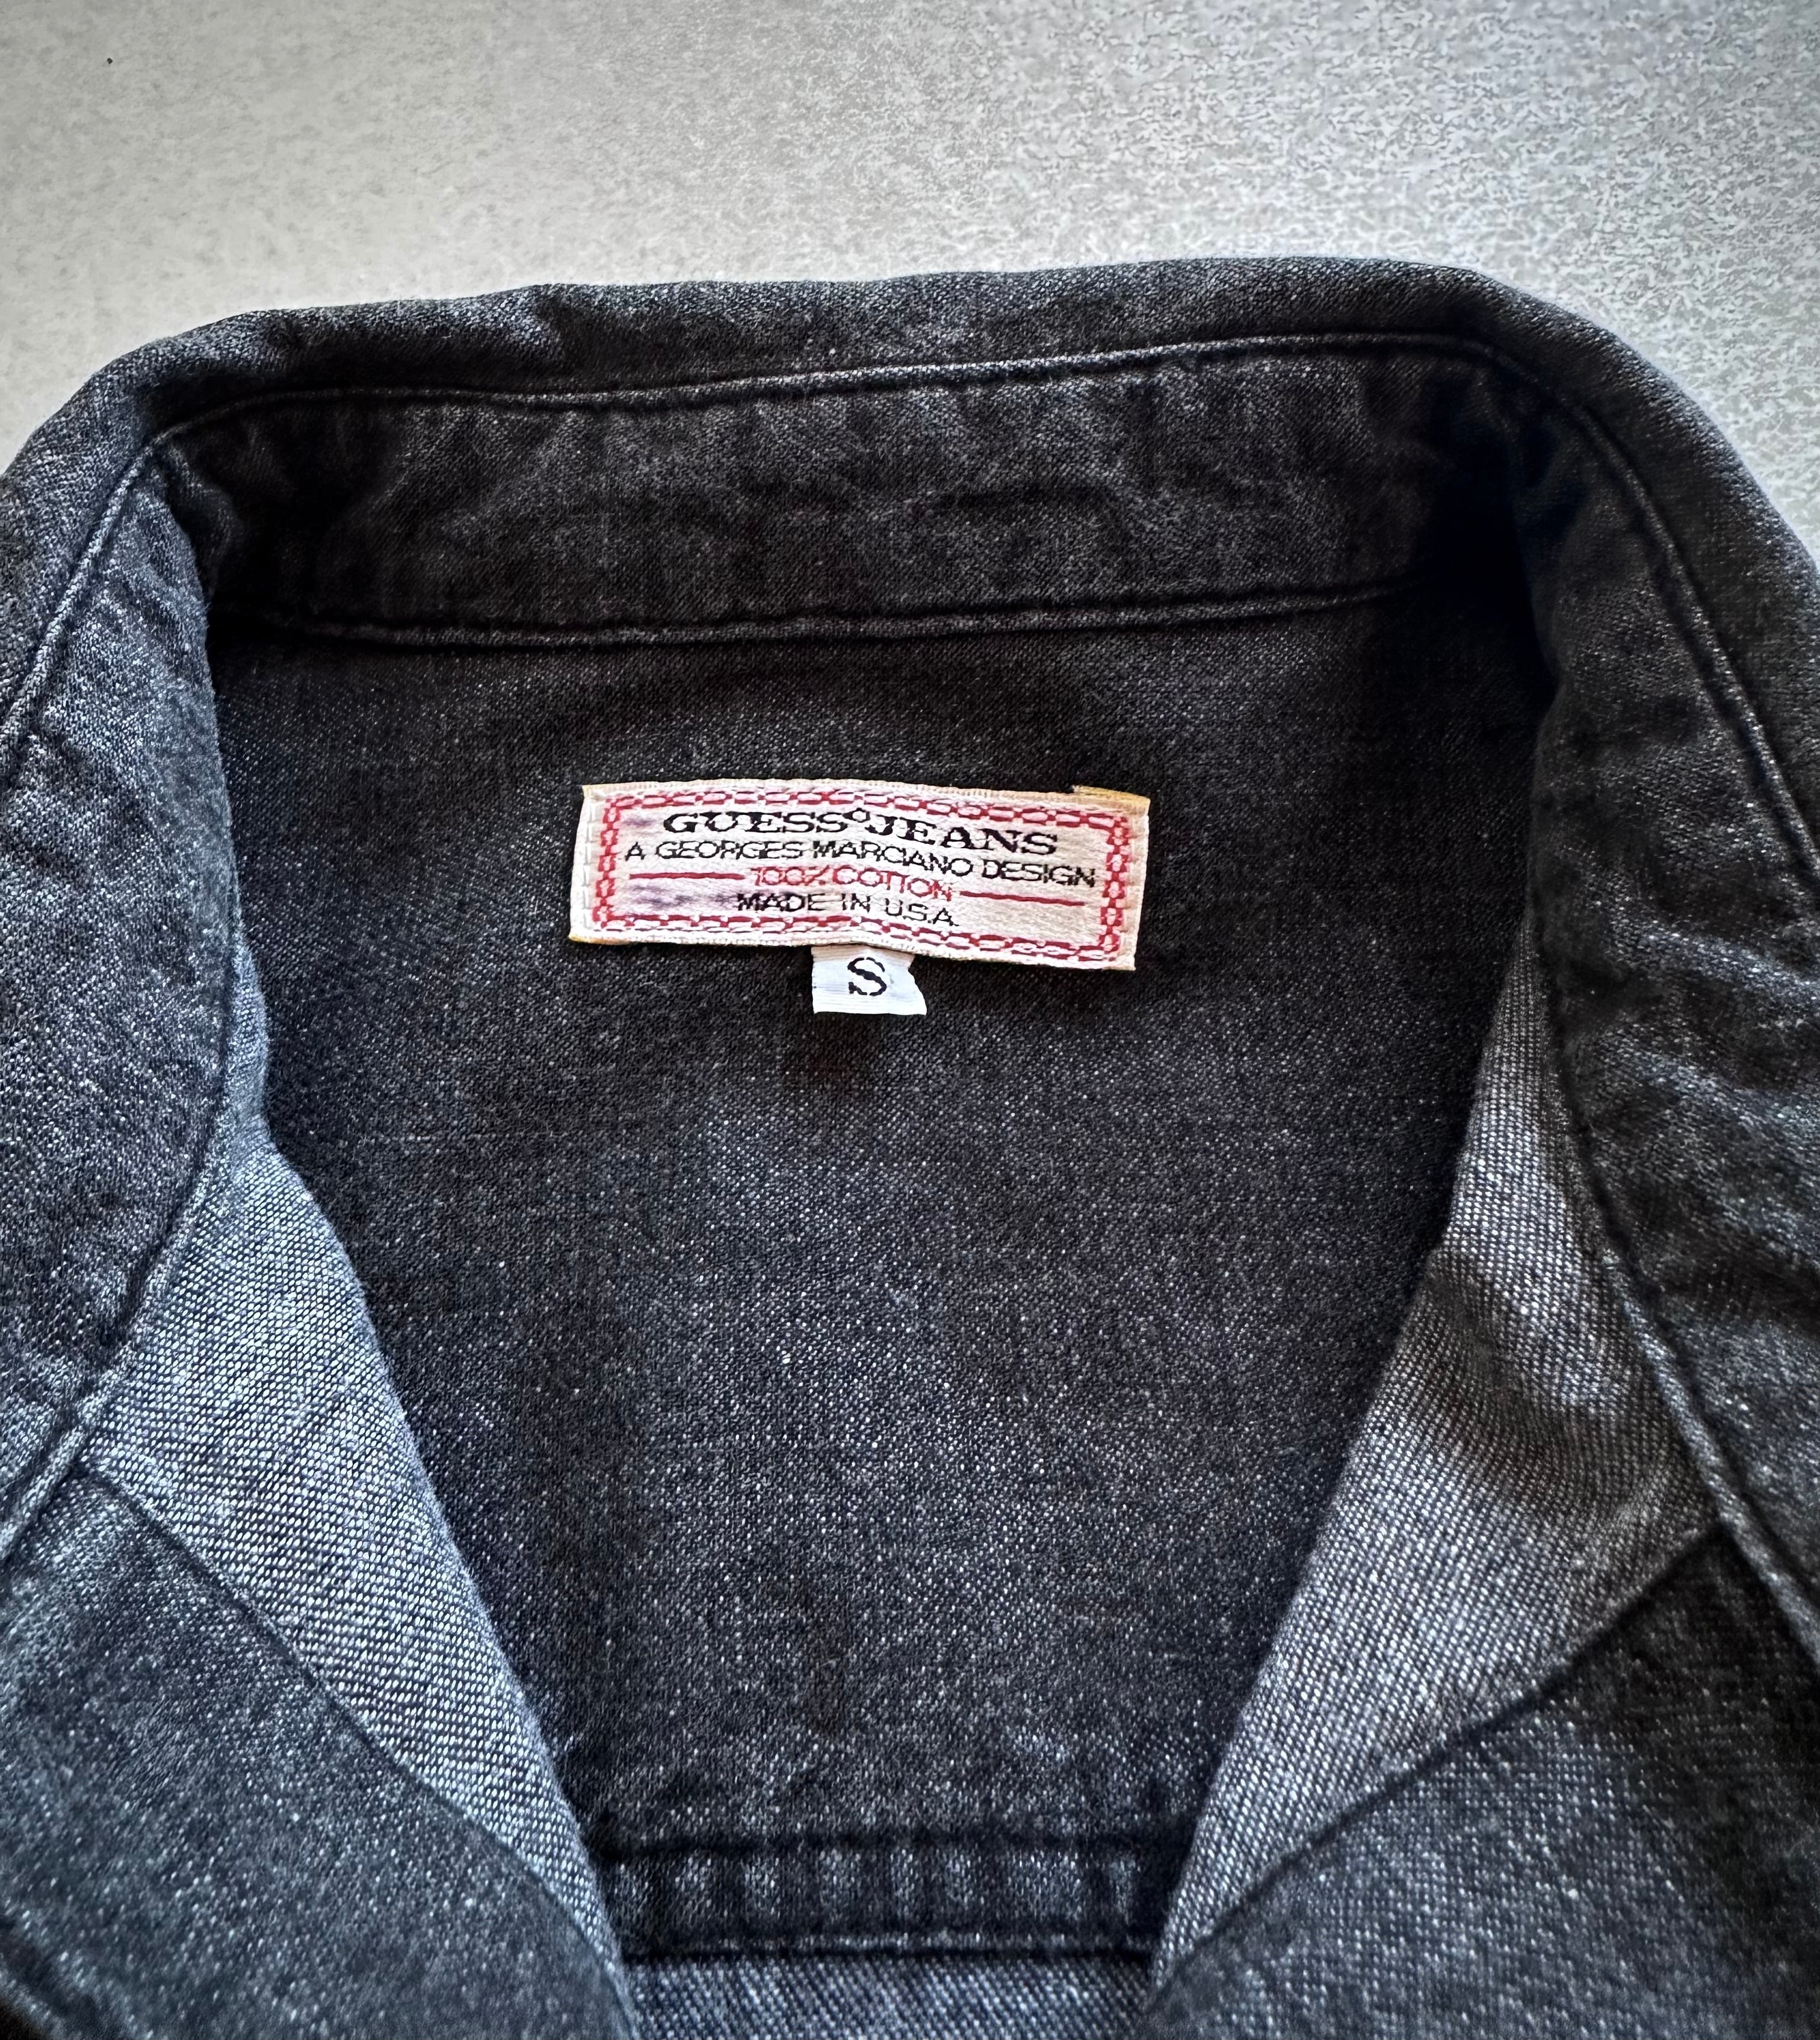 GUESS JEANS
A GEORGES MARCIANO DESIGN
100% COTTON
MADE IN U.S.A.
S